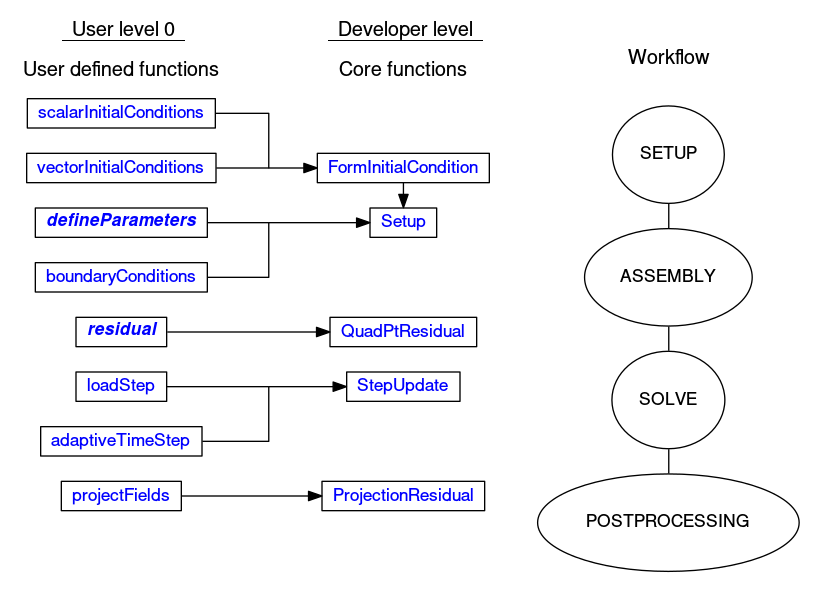 User level 0
User defined functions
scalarInitialConditions
vectorInitialConditions
defineParameters
boundaryConditions
residual
loadStep
adaptiveTimeStep
projectFields
Developer level
Core functions
FormInitialCondition
Setup
QuadPtResidual
StepUpdate
ProjectionResidual
Workflow
SETUP
ASSEMBLY
SOLVE
POSTPROCESSING